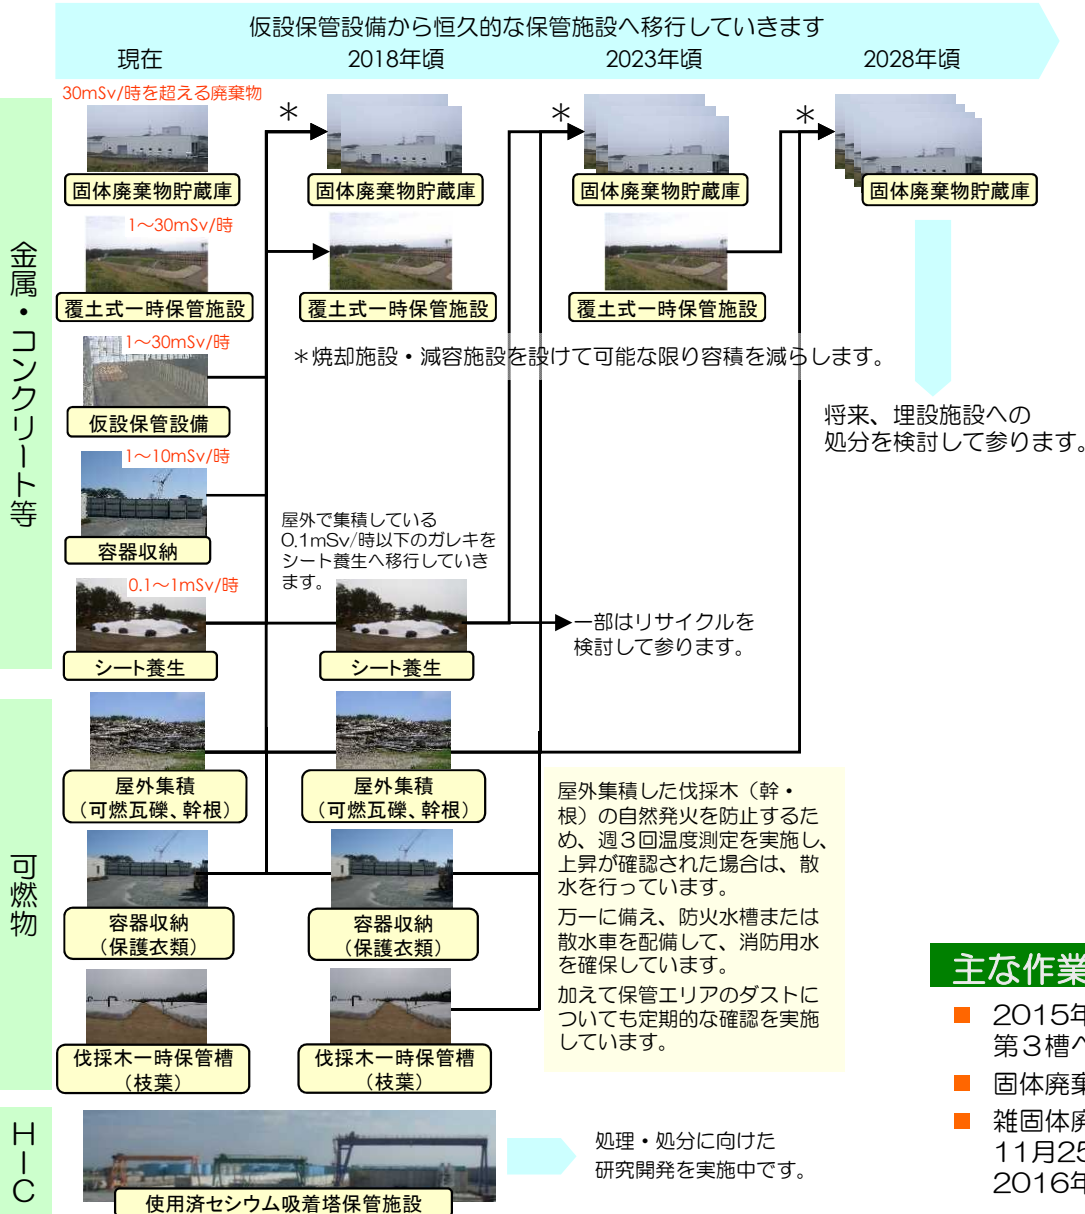 仮設保管設備から恒久的な保管施設へ移行していきます
現在
2018年頃
2023年頃
2028年頃
金属・コンクリート等
30mSv/時を超える廃棄物
＊
＊
＊
固体廃棄物貯蔵庫
固体廃棄物貯蔵庫
固体廃棄物貯蔵庫
固体廃棄物貯蔵庫
1～30mSv/時
覆土式一時保管施設
覆土式一時保管施設
覆土式一時保管施設
1～30mSv/時
＊焼却施設・減容施設を設けて可能な限り容積を減らします。
仮設保管設備
将来、埋設施設への
処分を検討して参ります。
1～10mSv/時
容器収納
屋外で集積している
0.1mSv/時以下のガレキを
シート養生へ移行していき
ます。
0.1～1mSv/時
シート養生
シート養生
一部はリサイクルを
検討して参ります。
可燃物
屋外集積
（可燃瓦礫、幹根）
屋外集積
（可燃瓦礫、幹根）
容器収納
（保護衣類）
容器収納
（保護衣類）
伐採木一時保管槽
（枝葉）
伐採木一時保管槽
（枝葉）
屋外集積した伐採木（幹・
根）の自然発火を防止するた
め、週３回温度測定を実施し、
上昇が確認された場合は、散
水を行っています。
万一に備え、防火水槽または
散水車を配備して、消防用水
を確保しています。
加えて保管エリアのダストに
ついても定期的な確認を実施
しています。
HIC
使用済セシウム吸着塔保管施設
処理・処分に向けた
研究開発を実施中です。
主な作業
2015年
第３槽へ
固体廃棄
雑固体廃
11月25
2016年